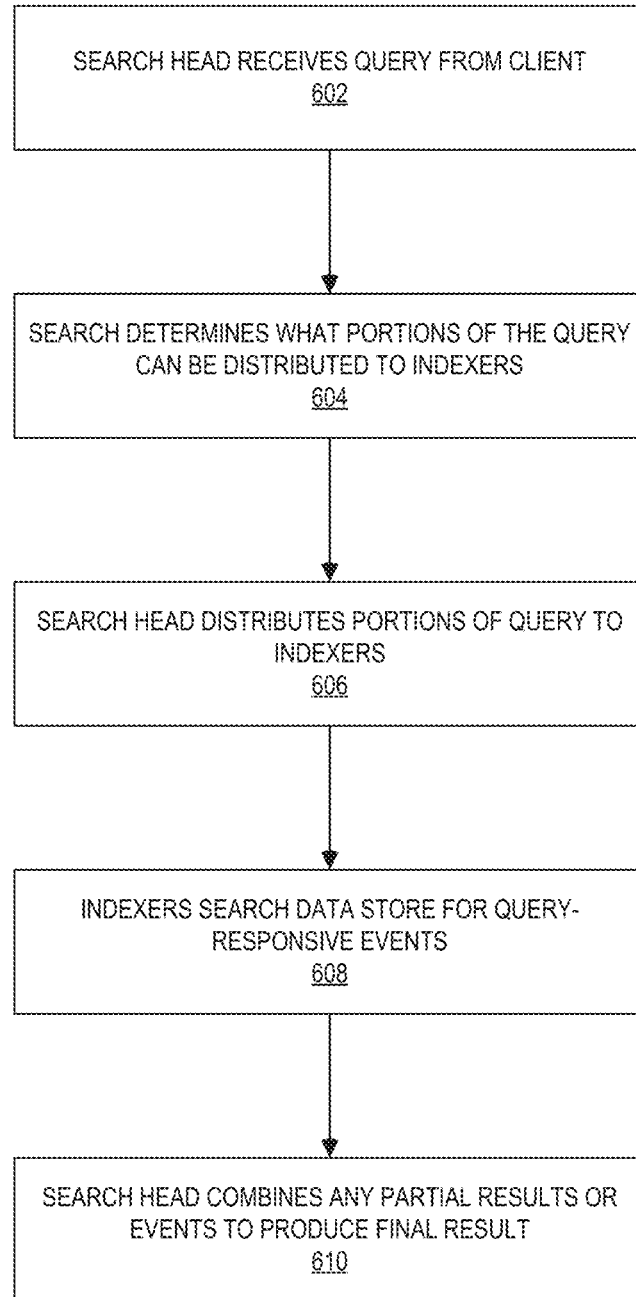 SEARCH HEAD RECEIVES QUERY FROM CLIENT
602
SEARCH DETERMINES WHAT PORTIONS OF THE QUERY
CAN BE DISTRIBUTED TO INDEXERS
604
SEARCH HEAD DISTRIBUTES PORTIONS OF QUERY TO
INDEXERS
606
INDEXERS SEARCH DATA STORE FOR QUERY-
RESPONSIVE EVENTS
608
SEARCH HEAD COMBINES ANY PARTIAL RESULTS OR
EVENTS TO PRODUCE FINAL RESULT
610